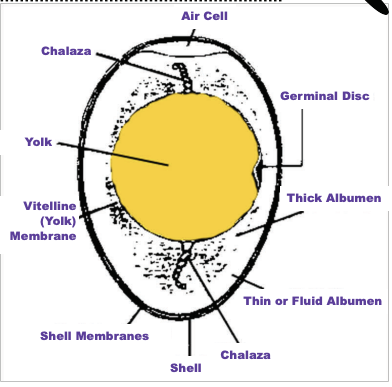 Air Cell
Chalaza
Germinal Disc
Yolk
Thick Albumen
Vitelline
(Yolk)
Membrane
Thin or Fluid Albumen
Shell Membranes
Chalaza
Shell